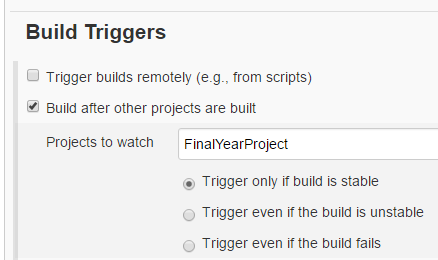 Build Triggers
Trigger builds remotely (e.g., from scripts)
Build after other projects are built
Projects to watch FinalYearProject
Trigger only if build is stable
Trigger even if the build is unstable
Trigger even if the build fails